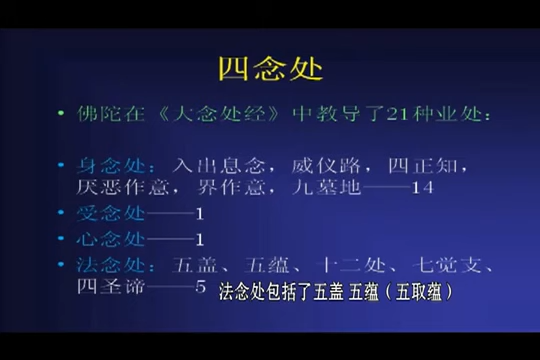 四念处
• 佛陀在《大念处经》中教导了21种业处：
• 身念处：入出息念，威仪路，四正知，
厌恶作意，界作意，九墓地——14
• 受念处——1
• 心念处——1
• 法念处：五盖、五蕴、十二处、七觉支、
四圣谛——5
法念处包括了五盖 五蕴（五取蕴）